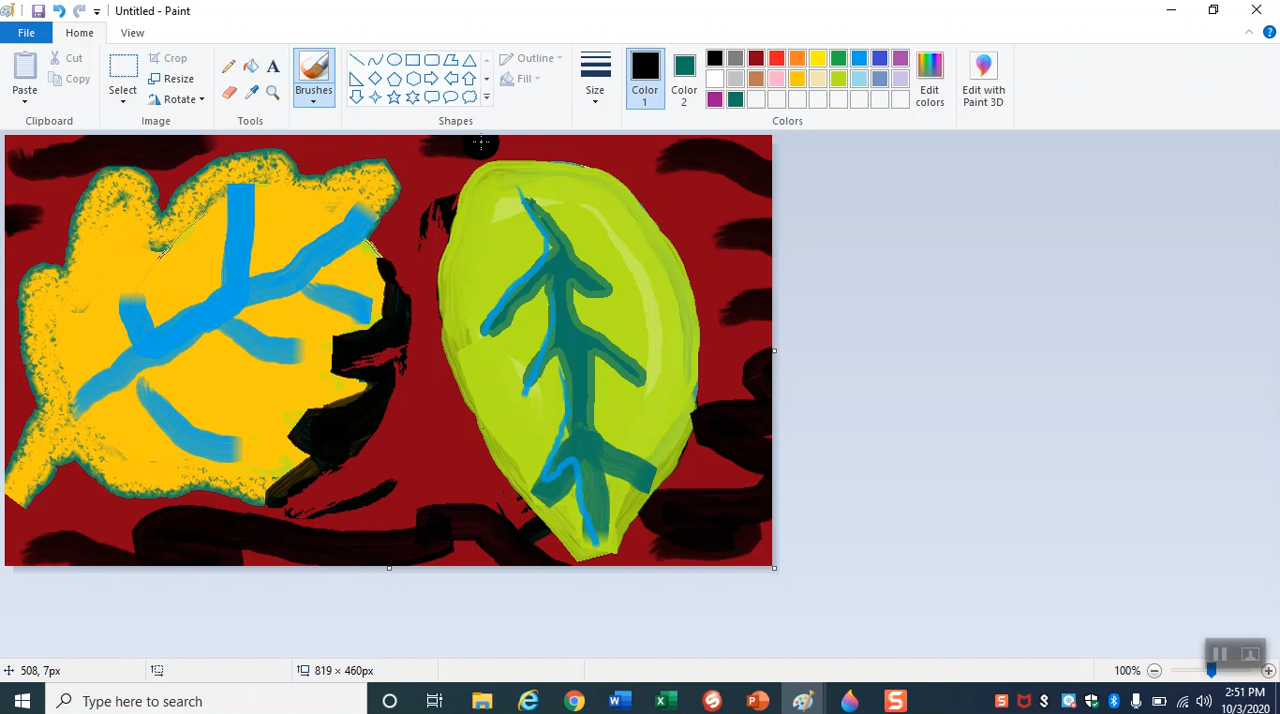 Untitled - Paint
File Home View
Paste
Cut
Copy
Clipboard
Select
Crop
Resize
Rotate
Image
A
Tools
Brushes
Shapes
Outline
Fill
Size
Color 1
Color 2
Colors
Edit colors
Edit with Paint 3D
508, 7px
819 × 460px
100%
Type here to search
2:51 PM
10/3/2020